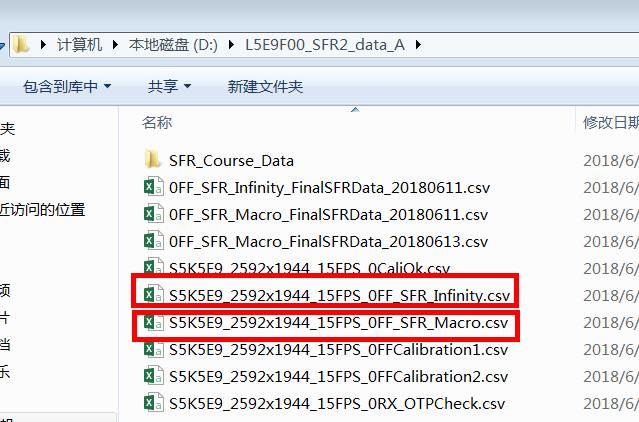 计算机 本地磁盘 (D:) L5E9F00_SFR2_data_A
包含到库中 共享 新建文件夹
名称 修改日期
夹 SFR_Course_Data 2018/6/
载 0FF_SFR_Infinity_FinalSFRData_20180611.csv 2018/6/
面 0FF_SFR_Macro_FinalSFRData_20180611.csv 2018/6/
近访问的位置 0FF_SFR_Macro_FinalSFRData_20180613.csv 2018/6/
S5K5E9_2592x1944_15FPS_0CaliOk.csv 2018/6/
频 S5K5E9_2592x1944_15FPS_0FF_SFR_Infinity.csv 2018/6/
片 S5K5E9_2592x1944_15FPS_0FF_SFR_Macro.csv 2018/6/
档 S5K5E9_2592x1944_15FPS_0FFCalibration1.csv 2018/6/
乐 S5K5E9_2592x1944_15FPS_0FFCalibration2.csv 2018/6/
S5K5E9_2592x1944_15FPS_0RX_OTPCheck.csv 2018/6/